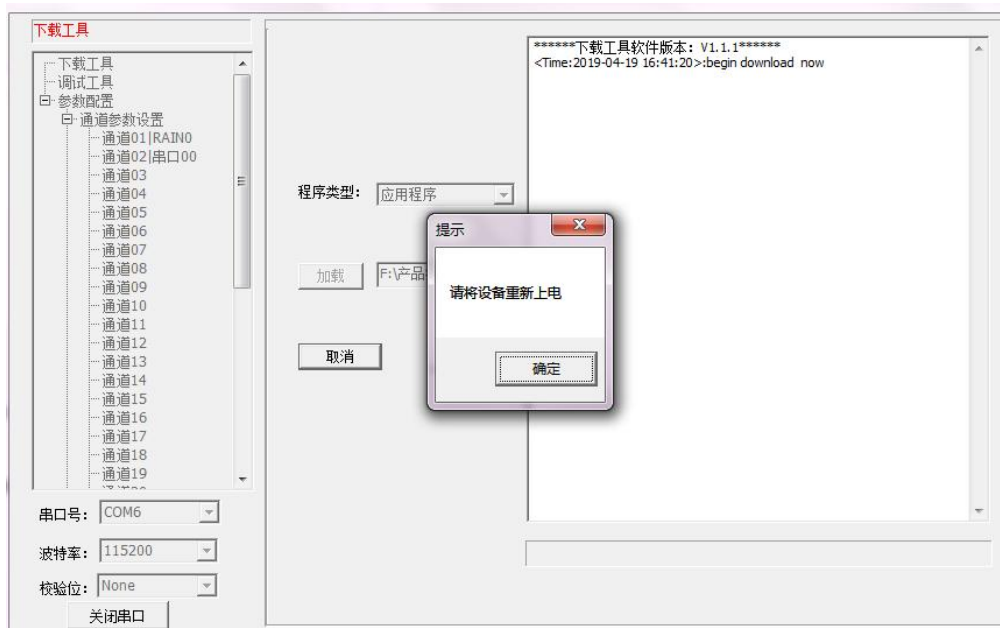 下载工具
下载工具
调试工具
参数配置
通道参数设置
通道01|RAIN0
通道02|串口00
通道03
通道04
通道05
通道06
通道07
通道08
通道09
通道10
通道11
通道12
通道13
通道14
通道15
通道16
通道17
通道18
通道19
串口号：
COM6
波特率：
115200
校验位：
None
关闭串口
程序类型：
应用程序
加载
F:\产品
取消
提示
请将设备重新上电
确定
******下载工具软件版本：V1.1.1******
<Time:2019-04-19 16:41:20>:begin download  now